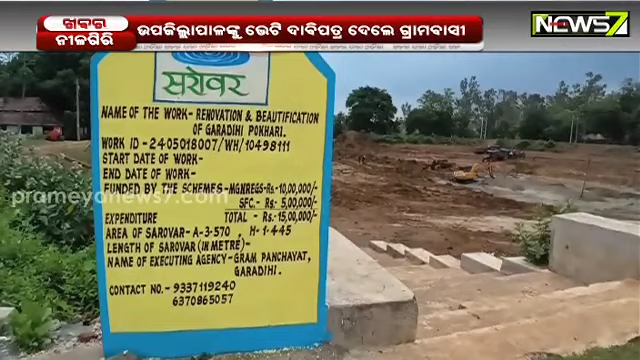 ଖବର
ନୀଳଗିରି
ଉପଜିଲ୍ଲାପାଳଙ୍କୁ ଭେଟି ଦାବିପତ୍ର ଦେଲେ ଗ୍ରାମବାସୀ
NEWS7
सरोवर
NAME OF THE WORK- RENOVATION & BEAUTIFICATION
OF GARADIHI POKHARI.
WORK ID - 2405018007/WH/10498111
START DATE OF WORK-
END DATE OF WORK-
FUNDED BY THE SCHEMES-MGNREGS-Rs-10,00,000/-
SFC.- Rs- 5,00,000/-
EXPENDITURE TOTAL - Rs.-15,00,000/-
AREA OF SAROVAR-A-3.570, H-1.445
LENGTH OF SAROVAR (IN METRE)-
NAME OF EXECUTING AGENCY-GRAM PANCHAYAT,
GARADIHI.
CONTACT NO.- 9337119240
6370865057
prameyanews7.com